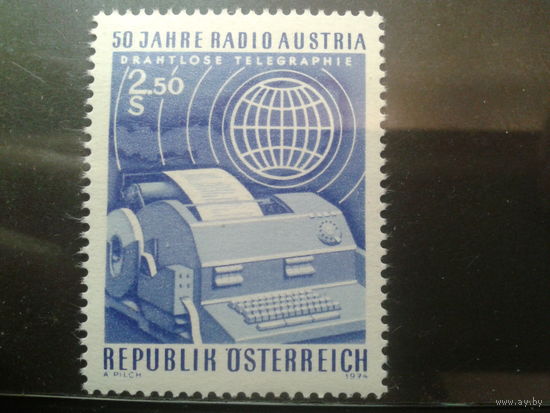 50 JAHRE RADIO AUSTRIA
DRAHTLOSE TELEGRAPHIE
2.50
S
REPUBLIK ÖSTERREICH
A. PILCH 1974
www.ay.by